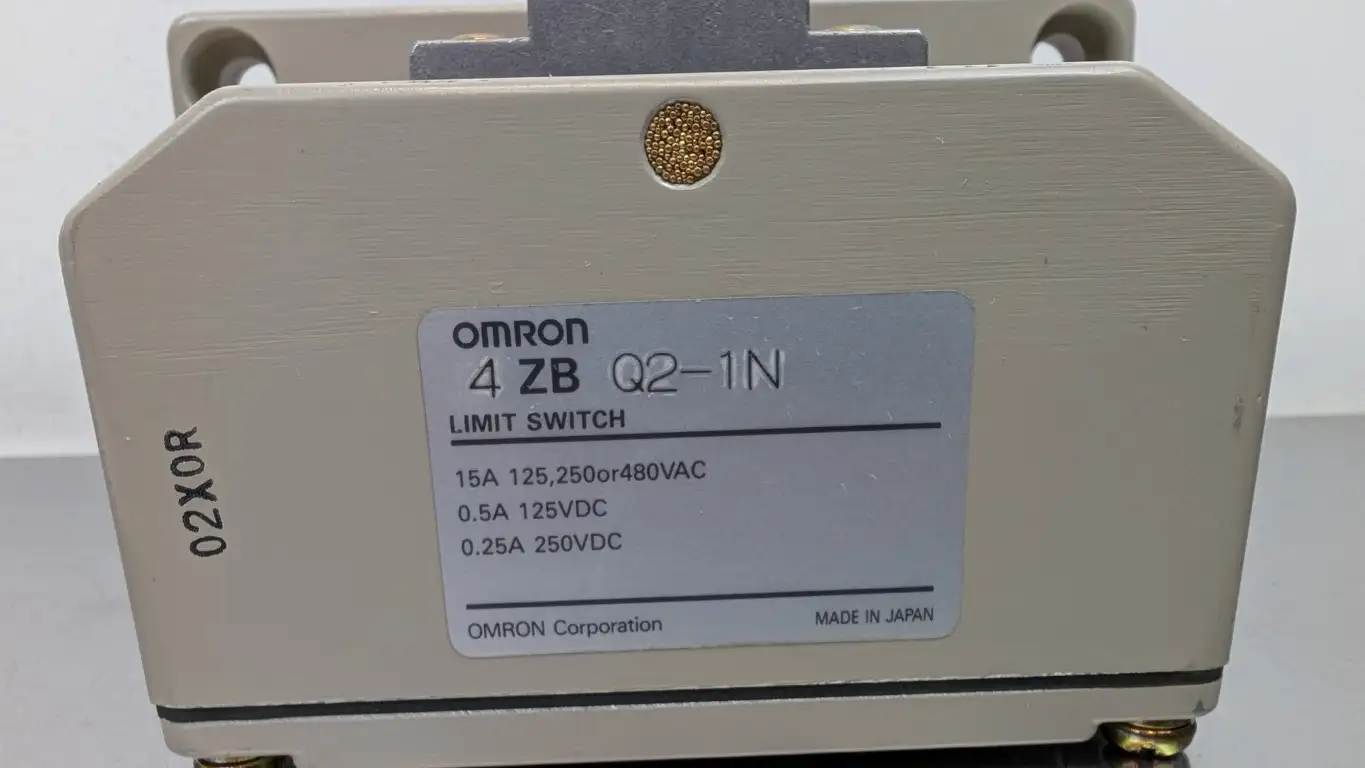 OMRON
4 ZB Q2-1N
LIMIT SWITCH
15A 125,250or480VAC
0.5A 125VDC
0.25A 250VDC
OMRON Corporation
MADE IN JAPAN
02X0R